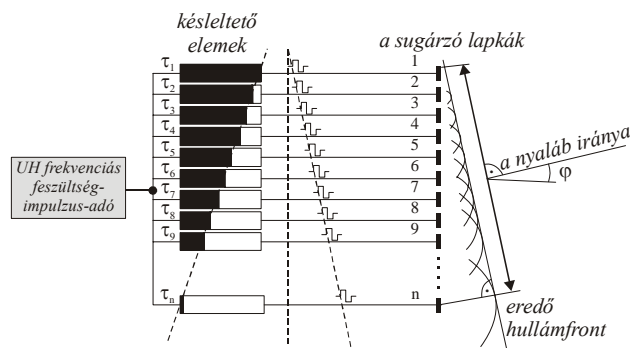 késleltető
elemek
a sugárzó lapkák
τ1
τ2
τ3
τ4
τ5
τ6
τ7
τ8
τ9
τn
1
2
3
4
5
6
7
8
9
n
UH frekvenciás
feszültség-
impulzus-adó
a nyaláb iránya
φ
eredő
hullámfront